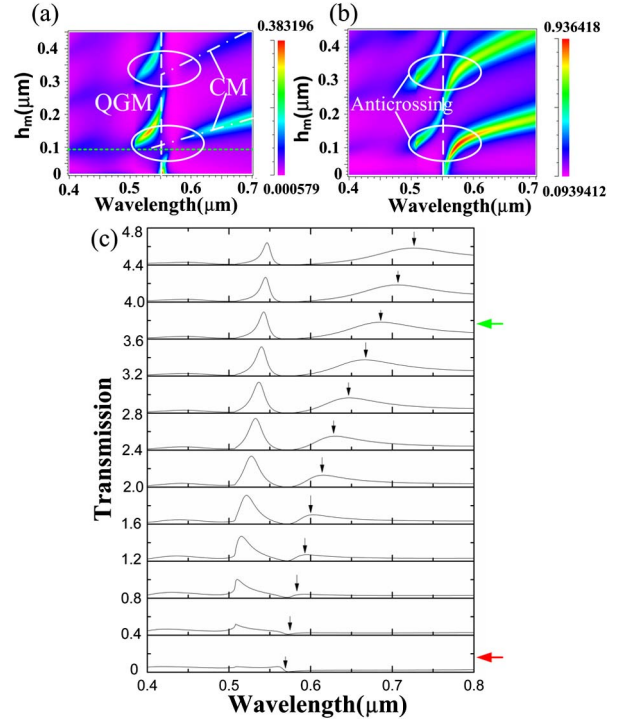 (a)
0.383196
0.4
0.3
0.2
0.1
0
hm(μm)
QGM
CM
0.4 0.5 0.6 0.7
0.000579
Wavelength(μm)
(b)
0.936418
0.4
0.3
0.2
0.1
0
hm(μm)
Anticrossing
0.4 0.5 0.6 0.7
0.0939412
Wavelength(μm)
(c)
4.8
4.4
4.0
3.6
3.2
2.8
2.4
2.0
1.6
1.2
0.8
0.4
0
Transmission
0.4 0.5 0.6 0.7 0.8
Wavelength(μm)